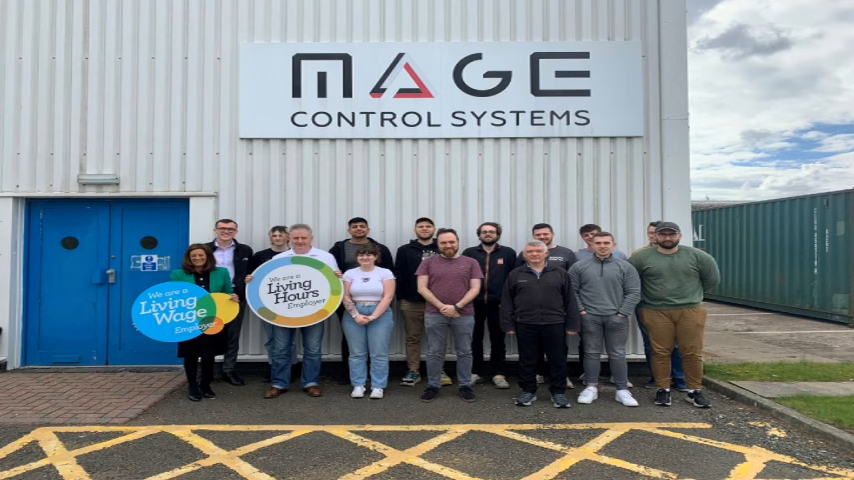 MAGE
CONTROL SYSTEMS
We are a
Living
Wage
Employer
We are a
Living
Hours
Employer